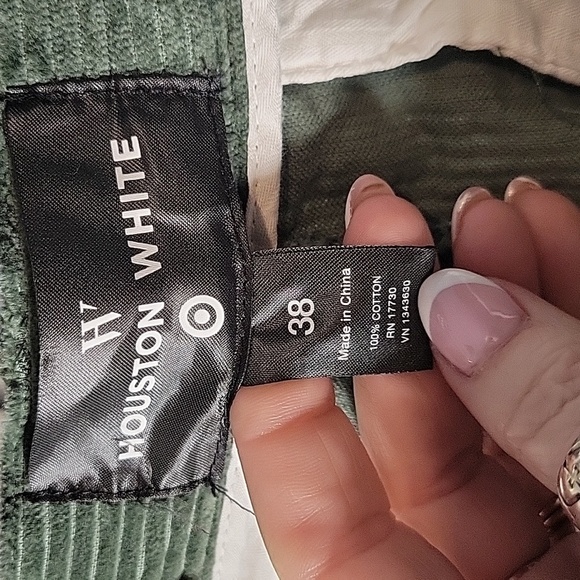 HW
HOUSTON WHITE
38
Made in China
100% COTTON
RN 17730
VN 1343630